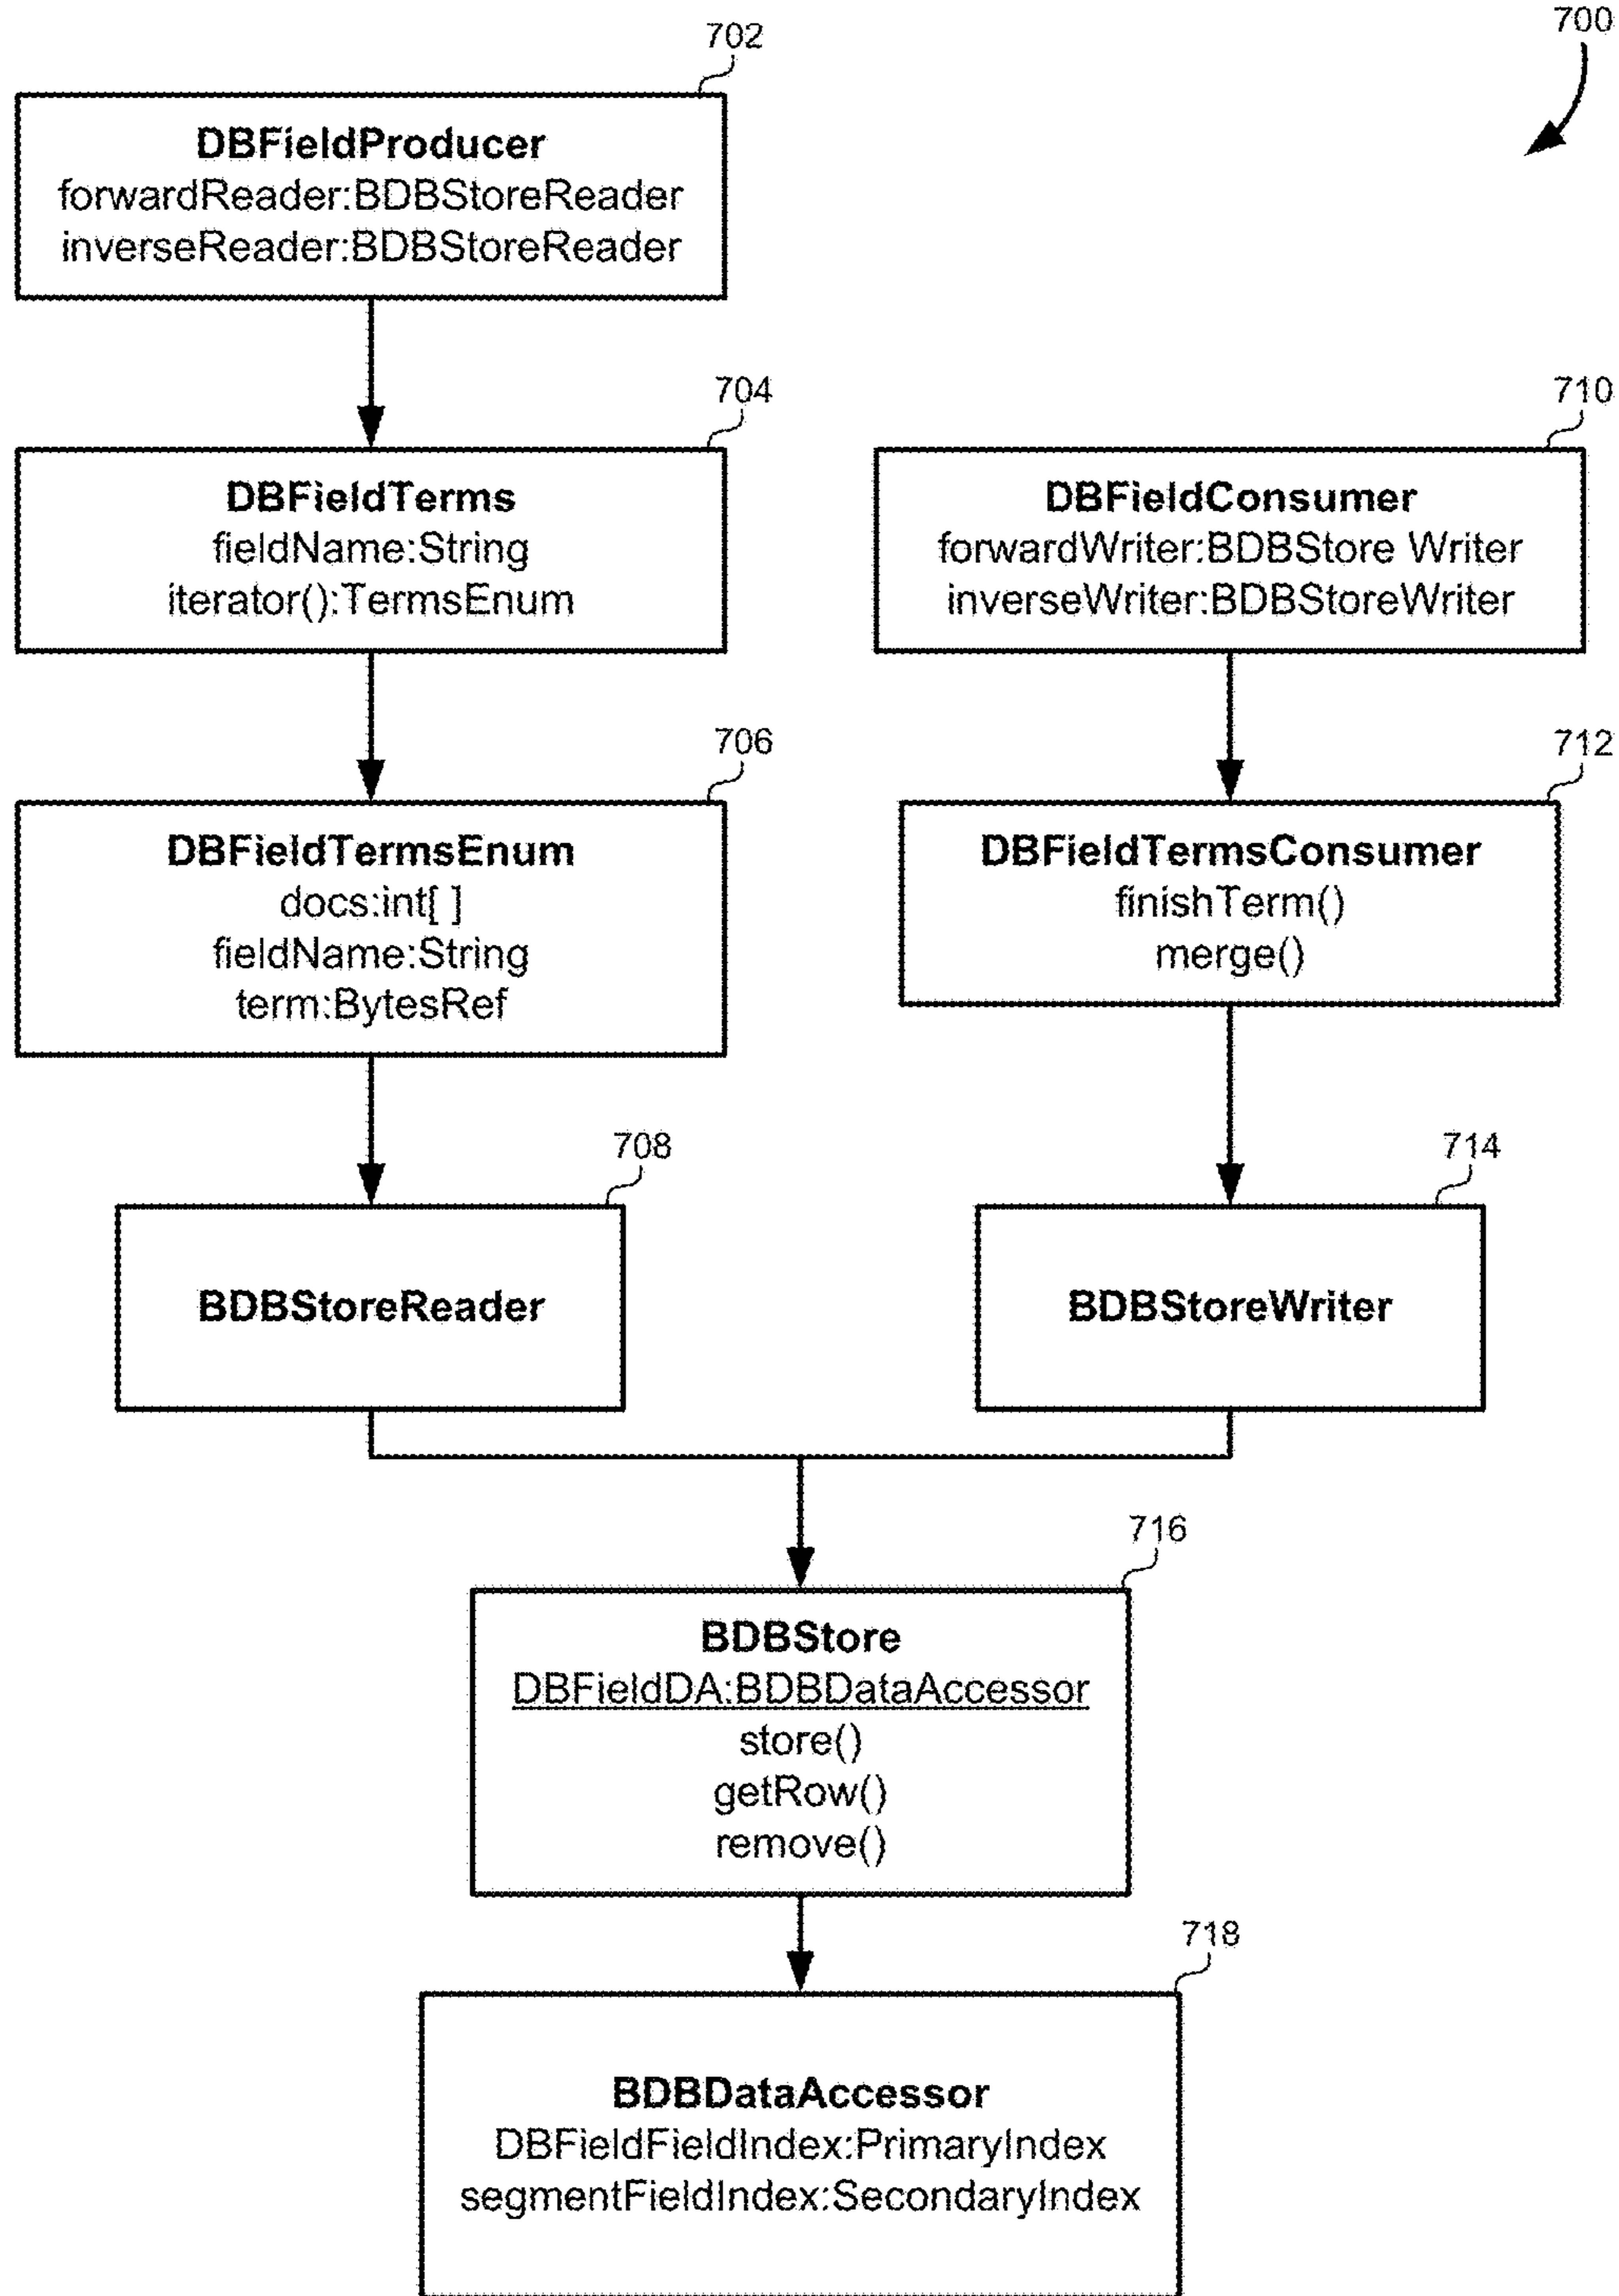 700
702
DBFieldProducer
forwardReader:BDBStoreReader
inverseReader:BDBStoreReader
704
DBFieldTerms
fieldName:String
iterator():TermsEnum
710
DBFieldConsumer
forwardWriter:BDBStore Writer
inverseWriter:BDBStoreWriter
706
DBFieldTermsEnum
docs:int[ ]
fieldName:String
term:BytesRef
712
DBFieldTermsConsumer
finishTerm()
merge()
708
BDBStoreReader
714
BDBStoreWriter
716
BDBStore
DBFieldDA:BDBDataAccessor
store()
getRow()
remove()
718
BDBDataAccessor
DBFieldFieldIndex:PrimaryIndex
segmentFieldIndex:SecondaryIndex